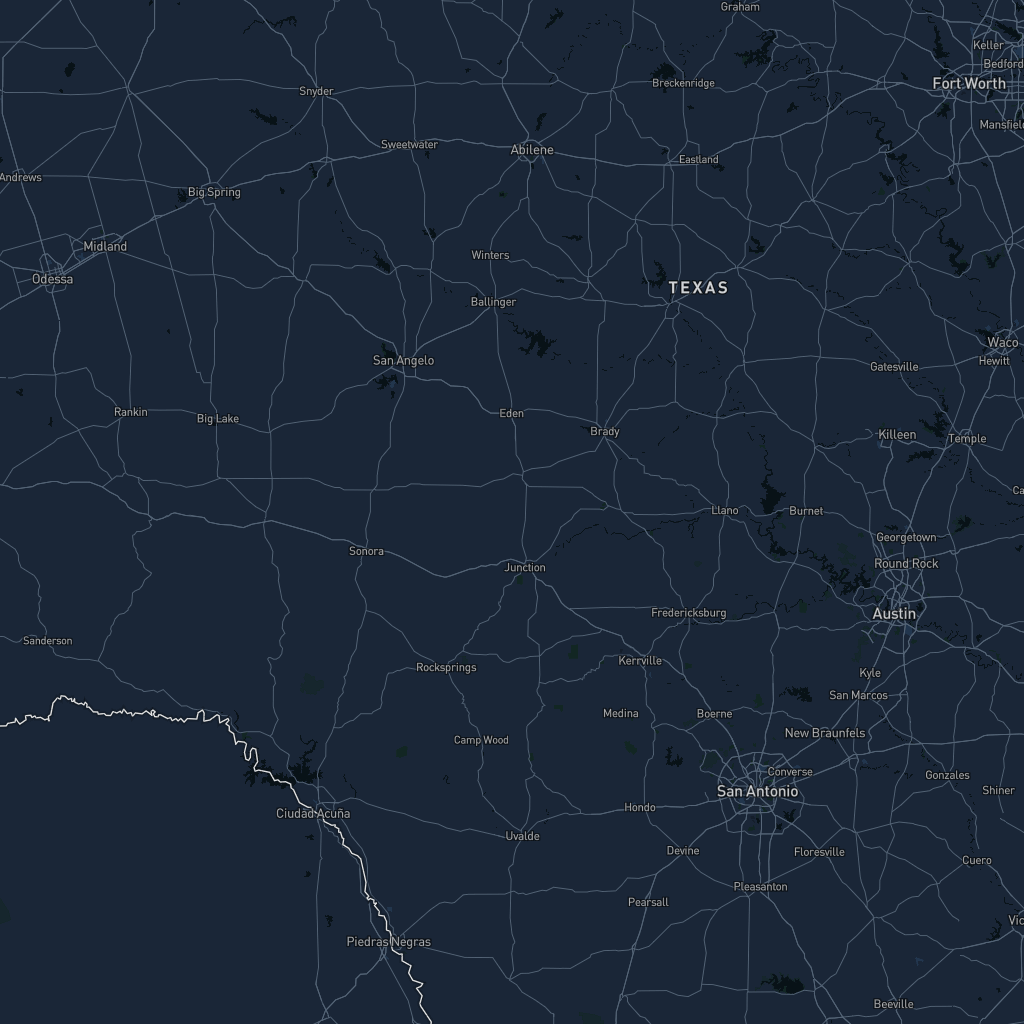 Graham
Keller
Bedford
Fort Worth
Breckenridge
Snyder
Mansfield
Sweetwater
Abilene
Eastland
Andrews
Big Spring
Midland
Winters
Odessa
TEXAS
Ballinger
Waco
San Angelo
Hewitt
Gatesville
Rankin
Eden
Big Lake
Brady
Killeen
Temple
Ca
Llano
Burnet
Georgetown
Sonora
Round Rock
Junction
Fredericksburg
Austin
Sanderson
Kerrville
Rocksprings
Kyle
San Marcos
Medina
Boerne
New Braunfels
Camp Wood
Converse
Gonzales
San Antonio
Shiner
Hondo
Ciudad Acuña
Uvalde
Devine
Floresville
Cuero
Pleasanton
Pearsall
Vic
Piedras Negras
Beeville